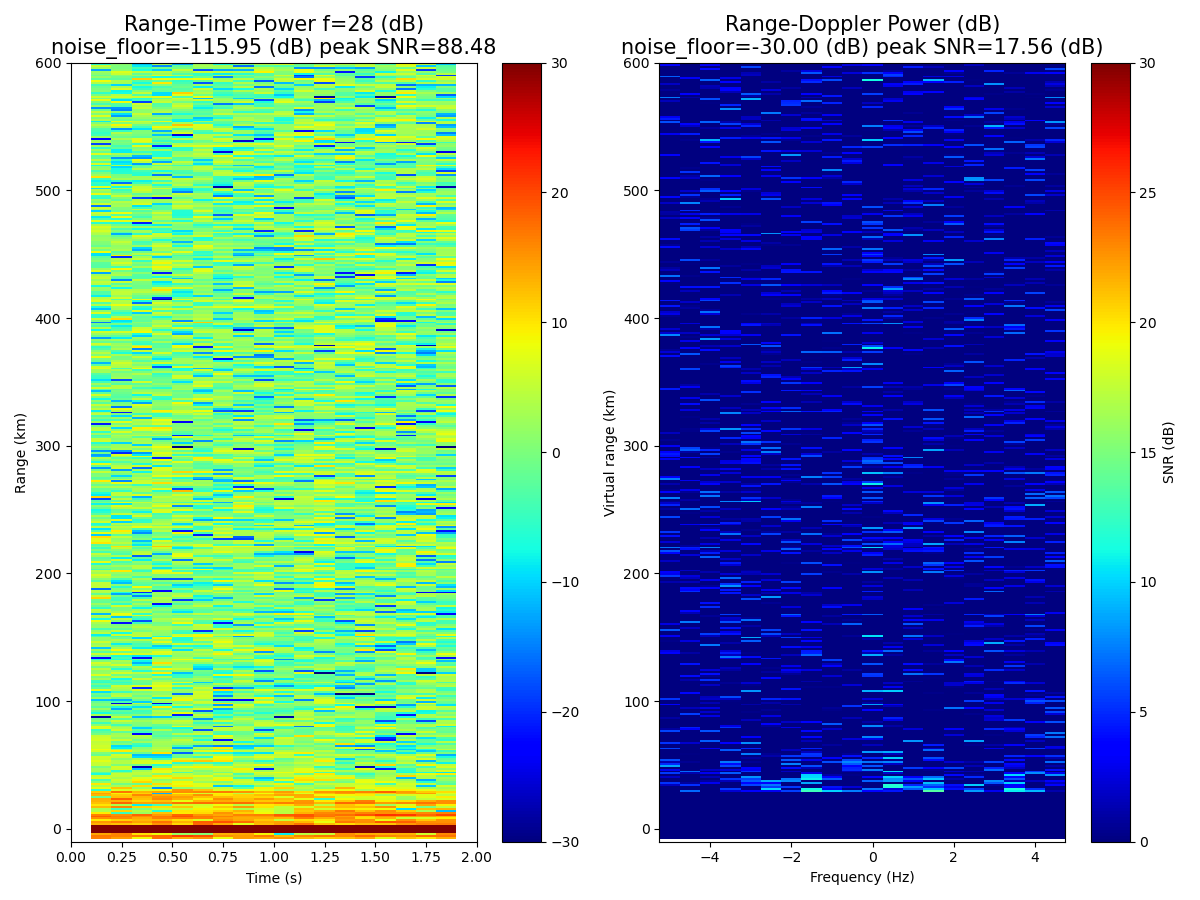 Range-Time Power f=28 (dB)
noise_floor=-115.95 (dB) peak SNR=88.48
600
500
400
300
200
100
0
Range (km)
0.00 0.25 0.50 0.75 1.00 1.25 1.50 1.75 2.00
Time (s)
30
20
10
0
−10
−20
−30
Range-Doppler Power (dB)
noise_floor=-30.00 (dB) peak SNR=17.56 (dB)
600
500
400
300
200
100
0
Virtual range (km)
−4 −2 0 2 4
Frequency (Hz)
30
25
20
15
10
5
0
SNR (dB)